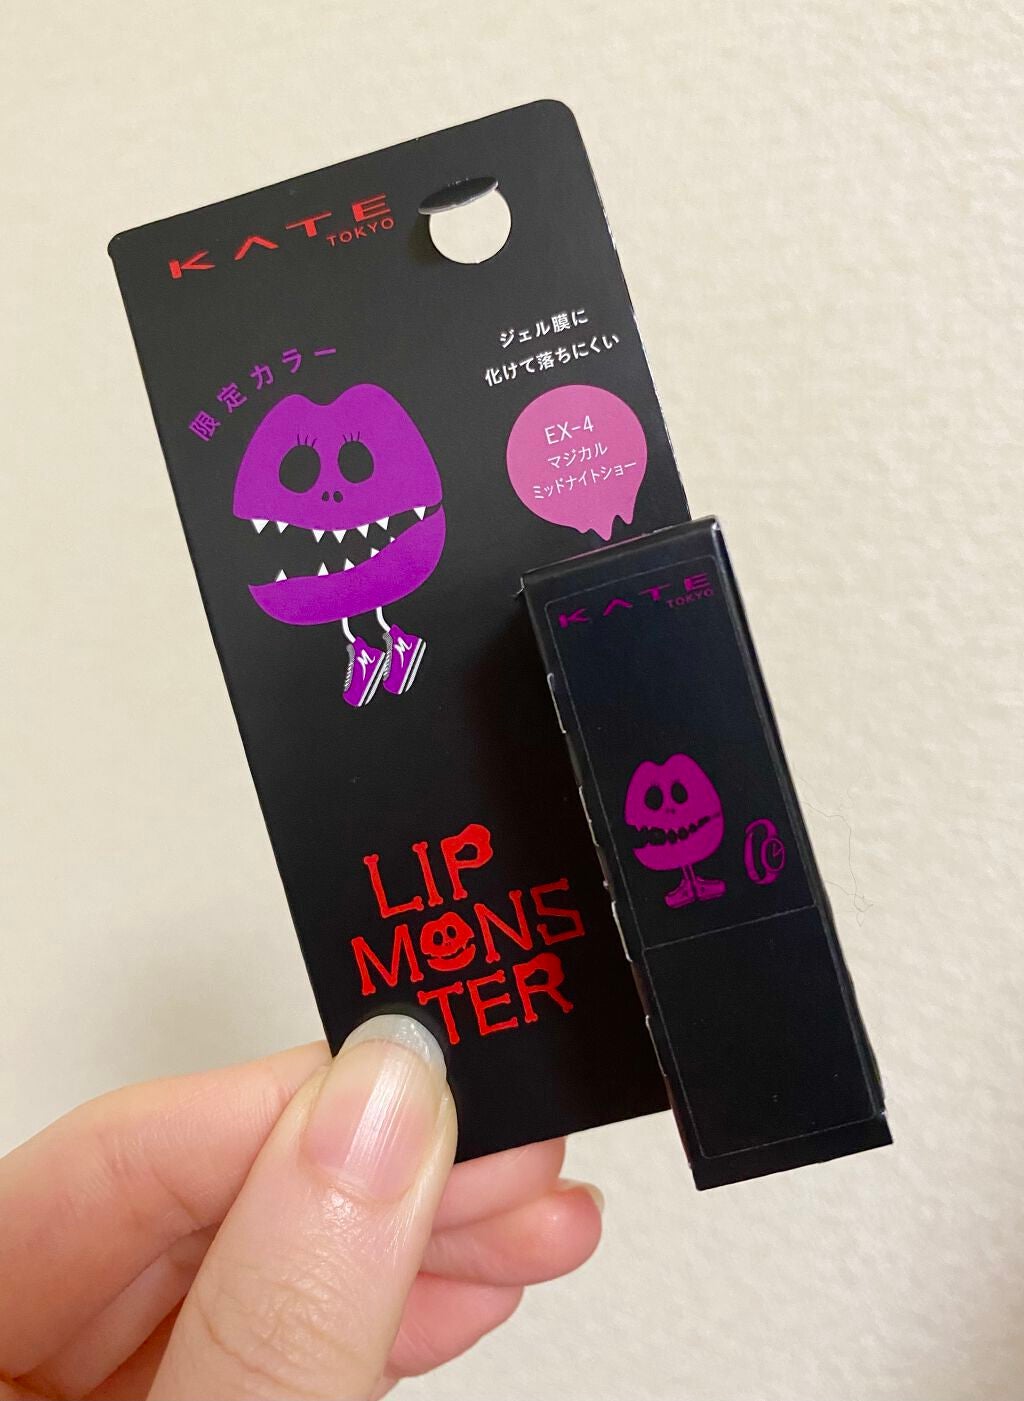 KATE
TOKYO
限定カラー
ジェル膜に
化けて落ちにくい
EX-4
マジカル
ミッドナイトショー
KATE
TOKYO
M M
LIP
MONS
TER